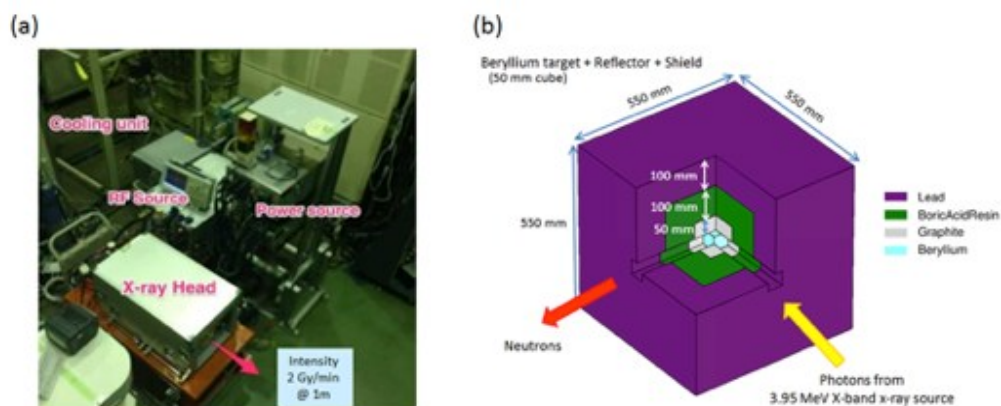 (a)
Cooling unit
RF Source
Power source
X-ray Head
Intensity
2 Gy/min
@ 1m
(b)
Beryllium target + Reflector + Shield
(50 mm cube)
550 mm
550 mm
550 mm
100 mm
100 mm
50 mm
Lead
BoricAcidResin
Graphite
Beryllium
Neutrons
Photons from
3.95 MeV X-band x-ray source